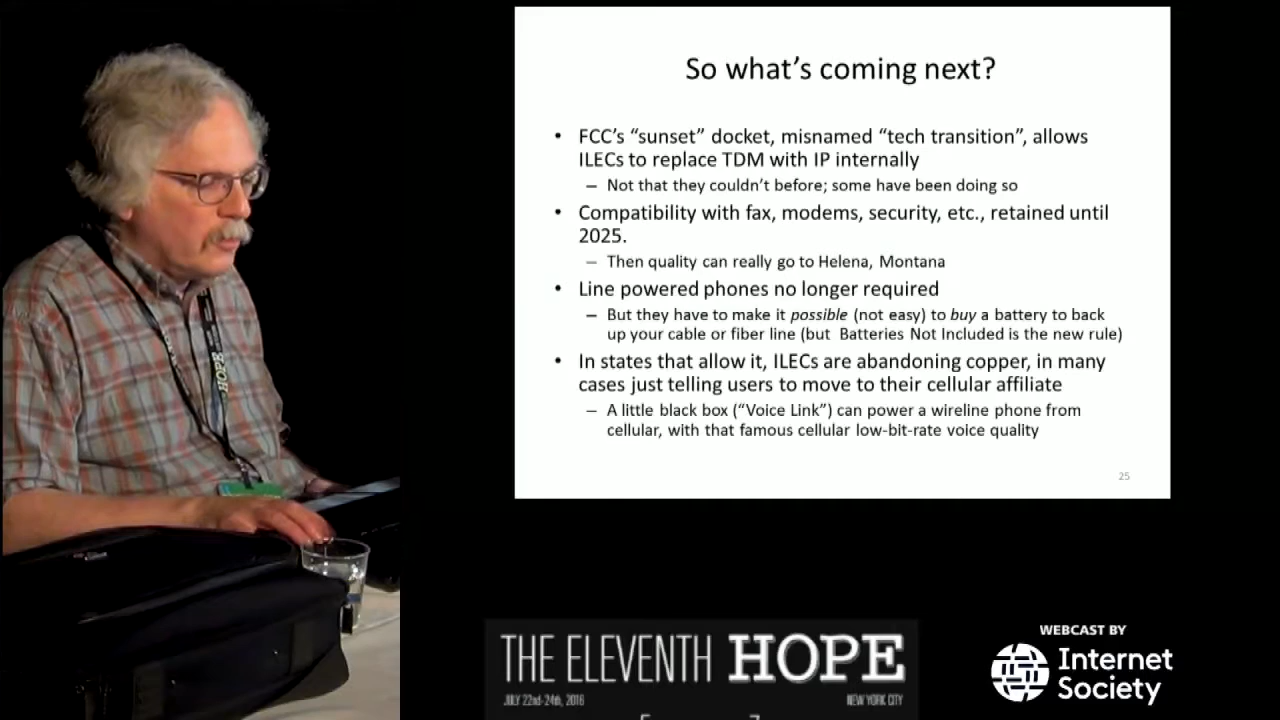 So what's coming next?
• FCC's “sunset” docket, misnamed “tech transition”, allows
ILECs to replace TDM with IP internally
– Not that they couldn't before; some have been doing so
• Compatibility with fax, modems, security, etc., retained until
2025.
– Then quality can really go to Helena, Montana
• Line powered phones no longer required
– But they have to make it possible (not easy) to buy a battery to back
up your cable or fiber line (but Batteries Not Included is the new rule)
• In states that allow it, ILECs are abandoning copper, in many
cases just telling users to move to their cellular affiliate
– A little black box (“Voice Link”) can power a wireline phone from
cellular, with that famous cellular low-bit-rate voice quality
25
HOPE
THE ELEVENTH HOPE
JULY 22nd-24th, 2016
NEW YORK CITY
WEBCAST BY
Internet
Society